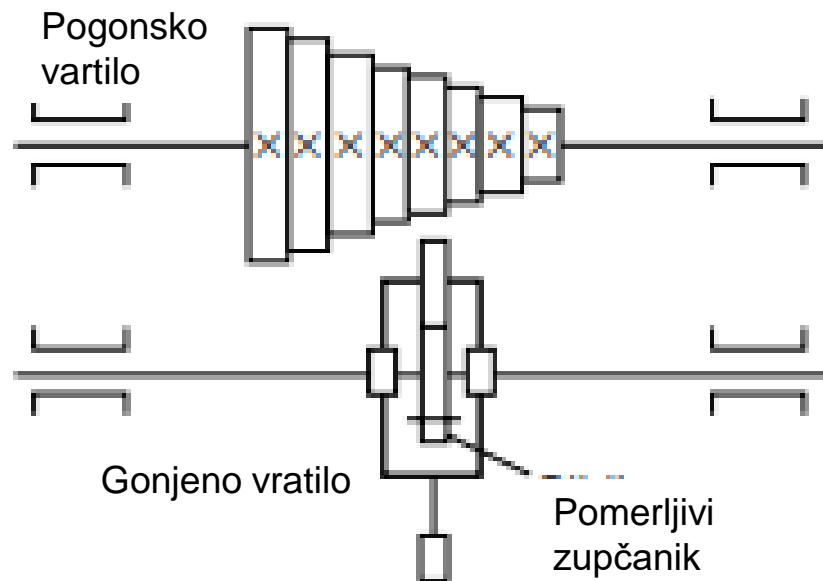 Pogonsko
vartilo
Gonjeno vratilo
Pomerljivi
zupčanik